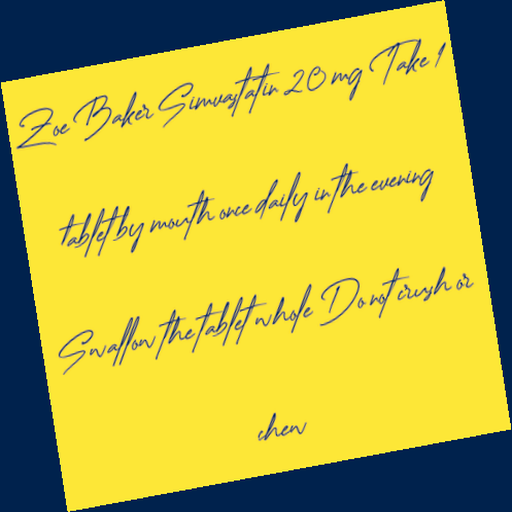 Zoe Baker Simvastatin 20 mg Take 1
tablet by mouth once daily in the evening
Swallow the tablet whole Do not crush or
chew